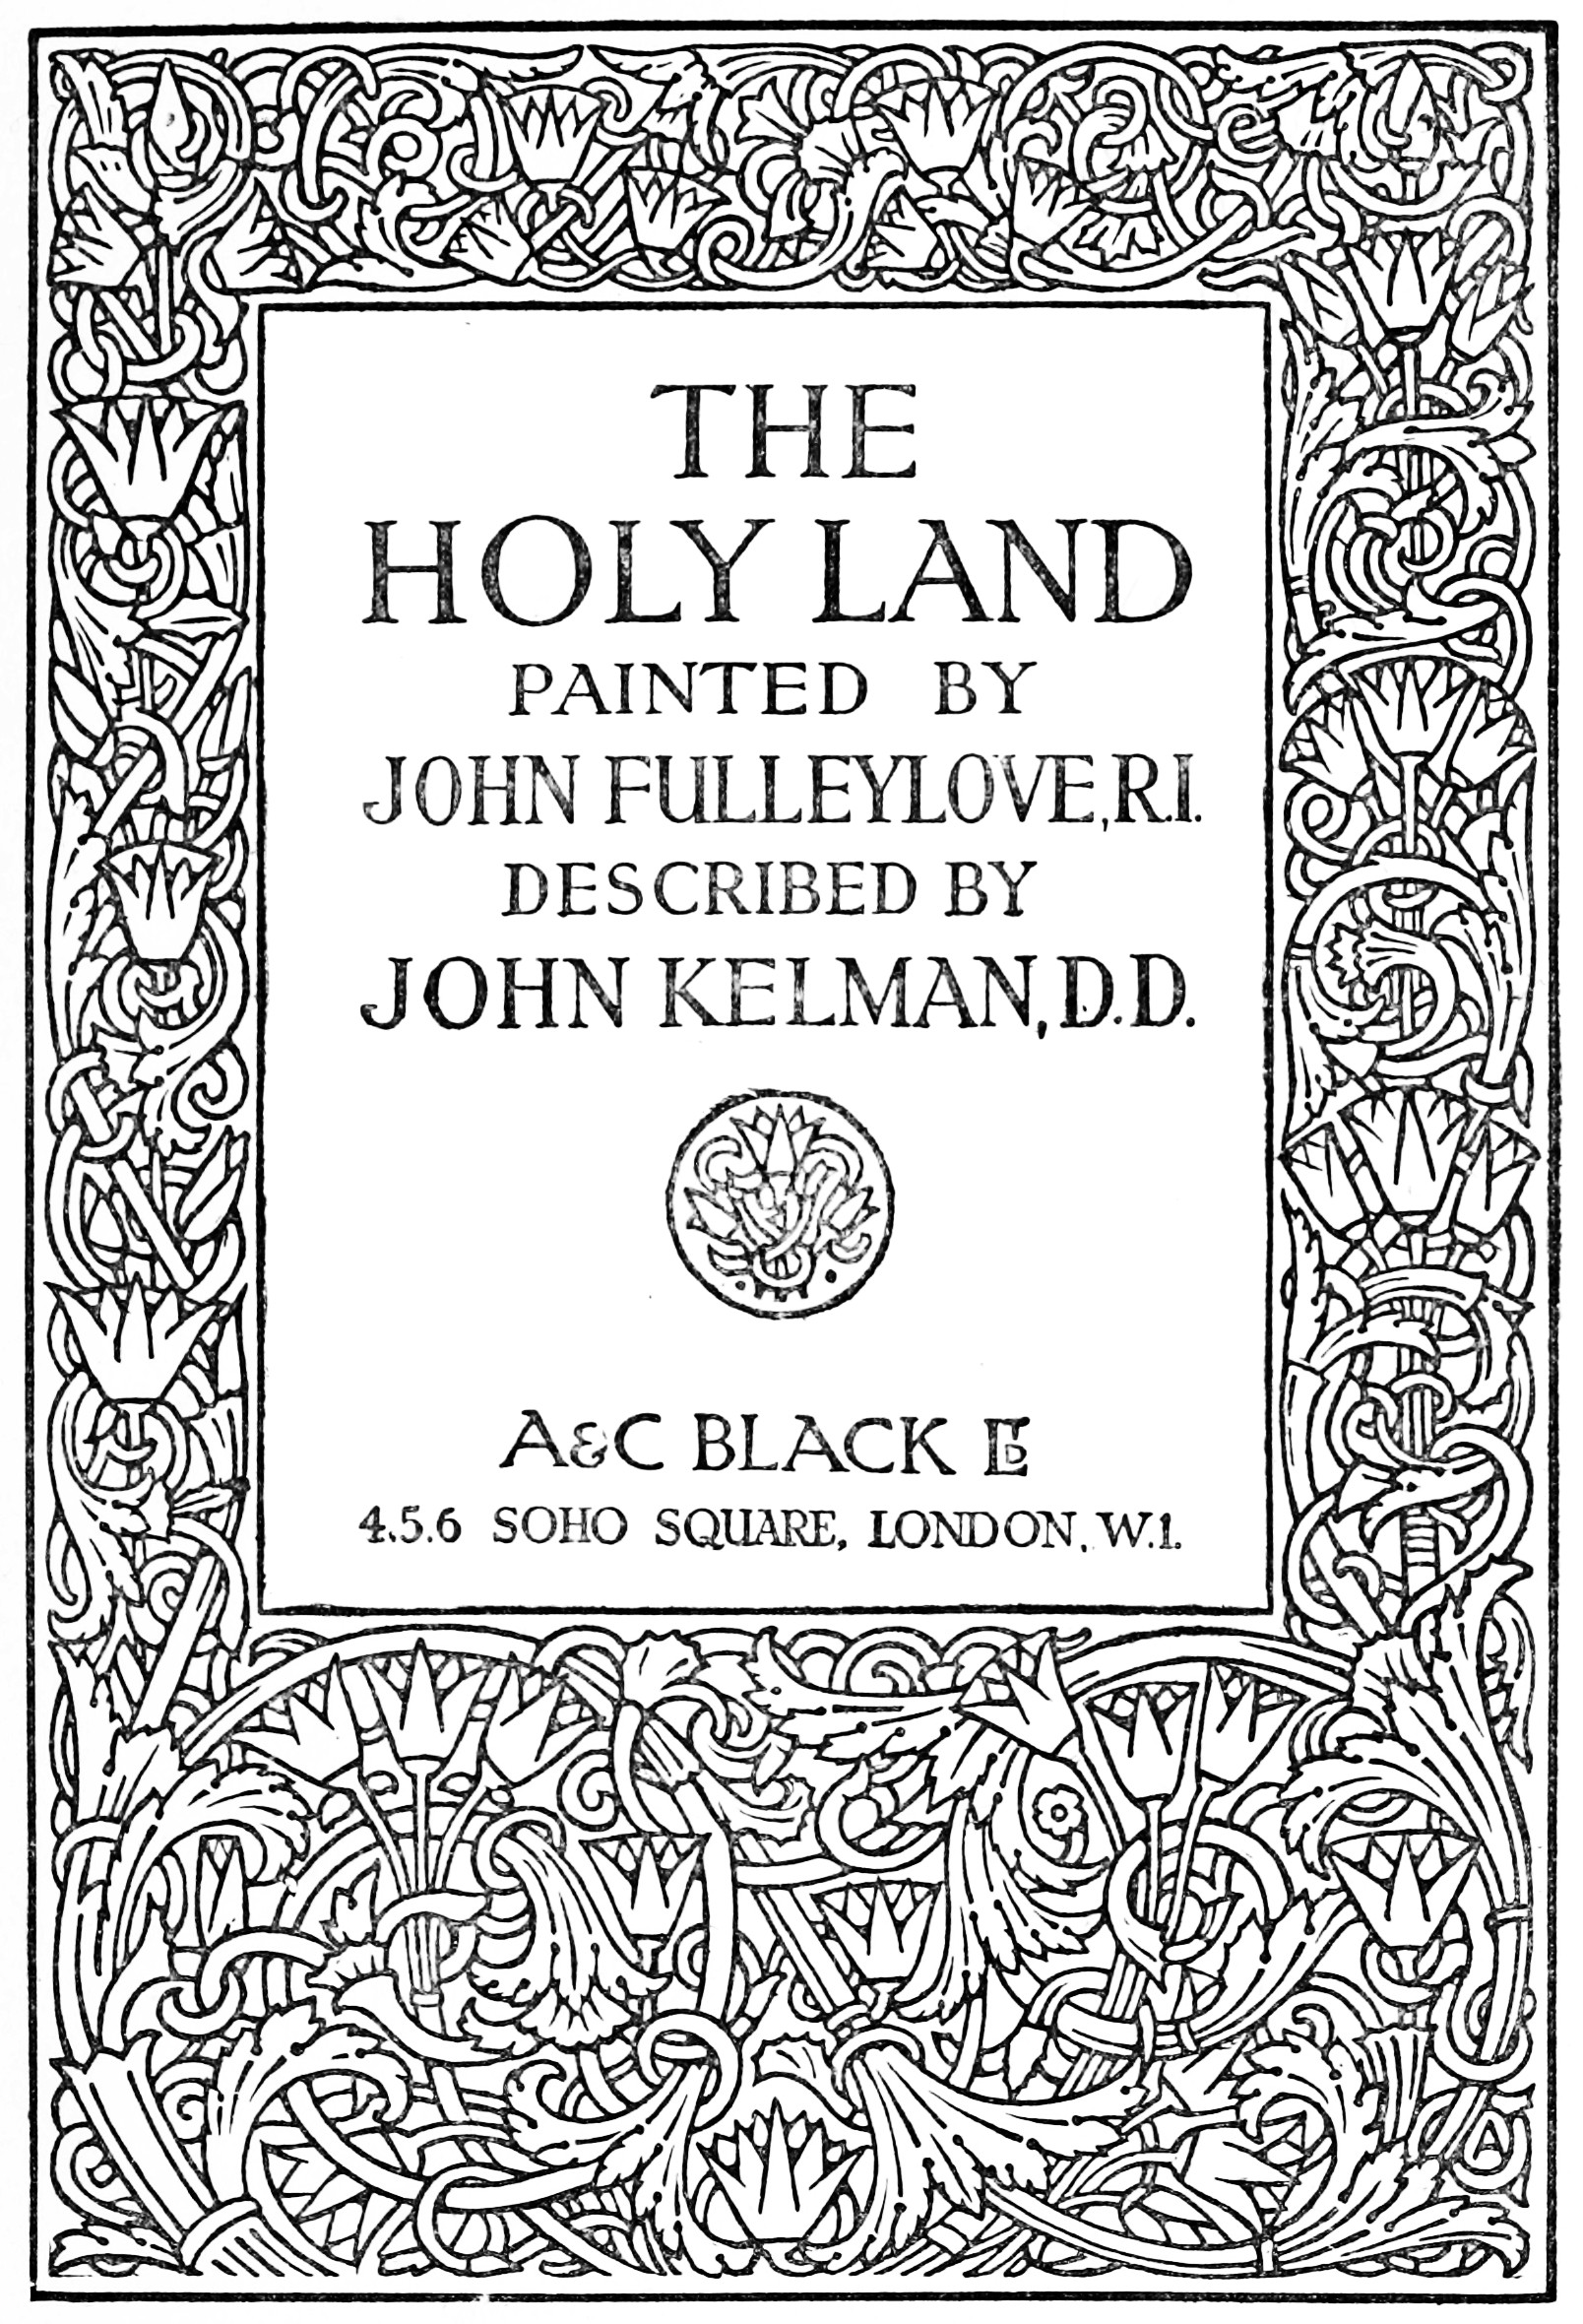 THE
HOLY LAND
PAINTED BY
JOHN FULLEYLOVE, R.I.
DESCRIBED BY
JOHN KELMAN, D.D.
A&C BLACK LTD
4.5.6 SOHO SQUARE, LONDON, W.1.